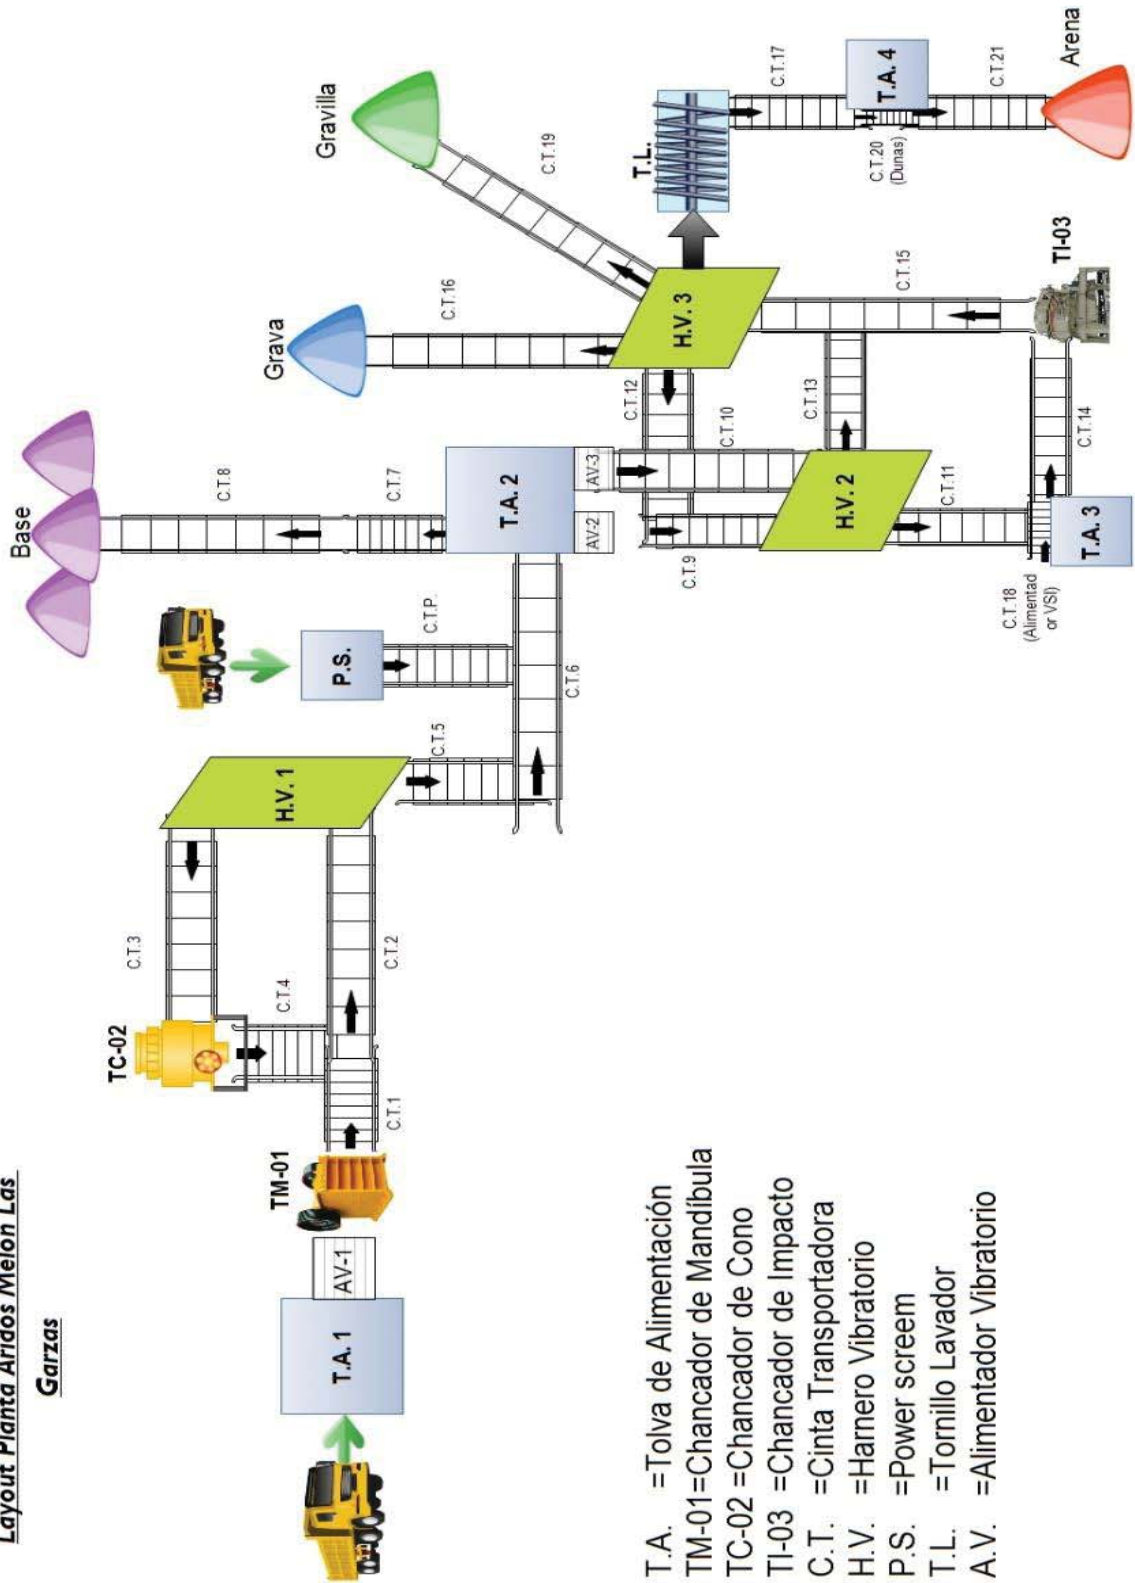 Layout Planta Aridos Melon Las
Garzas
T.A. 1
AV-1
TM-01
C.T.1
C.T.2
TC-02
C.T.4
C.T.3
H.V. 1
C.T.5
C.T.6
P.S.
C.T.P.
Base
C.T.8
C.T.7
T.A. 2
AV-2
AV-3
C.T.9
C.T.10
C.T.12
H.V. 2
C.T.11
C.T.13
C.T.18
(Alimentad
or VSI)
T.A. 3
C.T.14
TI-03
C.T.15
H.V. 3
Grava
C.T.16
Gravilla
C.T.19
T.L.
C.T.17
C.T.20
(Dunas)
T.A. 4
C.T.21
Arena
T.A. =Tolva de Alimentación
TM-01=Chancador de Mandíbula
TC-02 =Chancador de Cono
TI-03 =Chancador de Impacto
C.T. =Cinta Transportadora
H.V. =Harnero Vibratorio
P.S. =Power screem
T.L. =Tornillo Lavador
A.V. =Alimentador Vibratorio